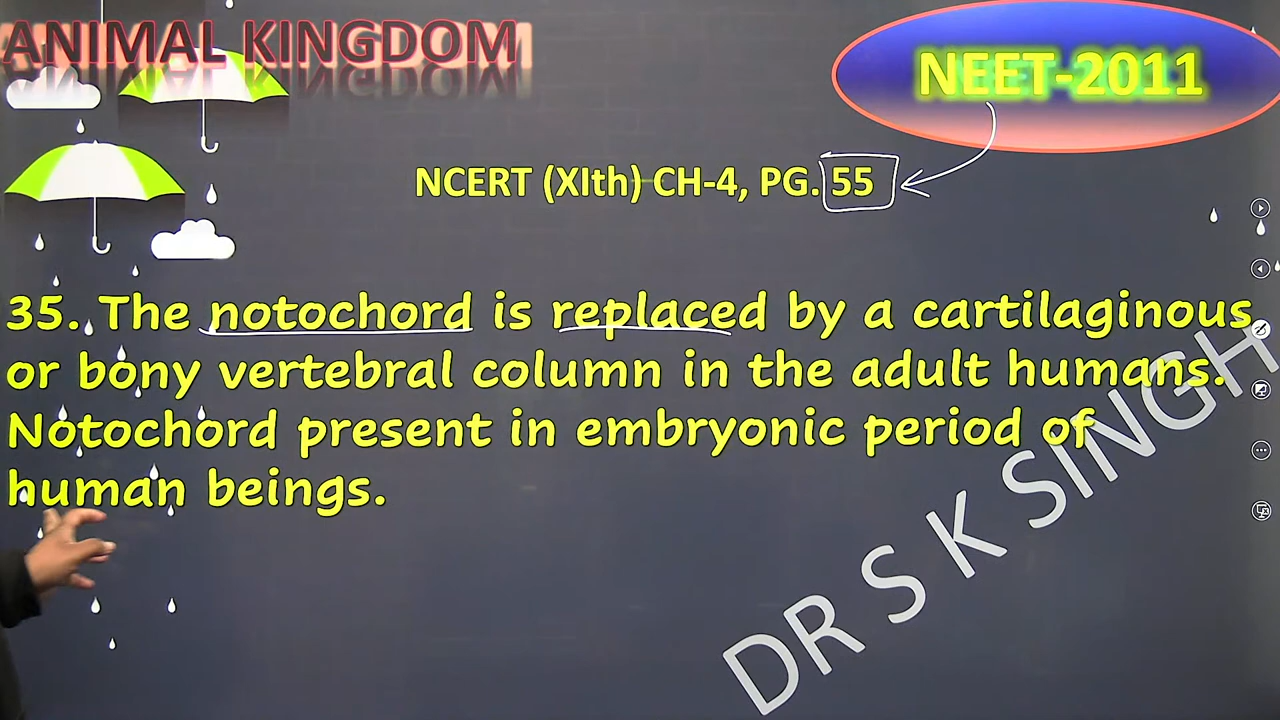 ANIMAL KINGDOM
NEET-2011
NCERT (XIth) CH-4, PG. 55
35. The notochord is replaced by a cartilaginous
or bony vertebral column in the adult humans.
Notochord present in embryonic period of
human beings.
DR S K SINGH